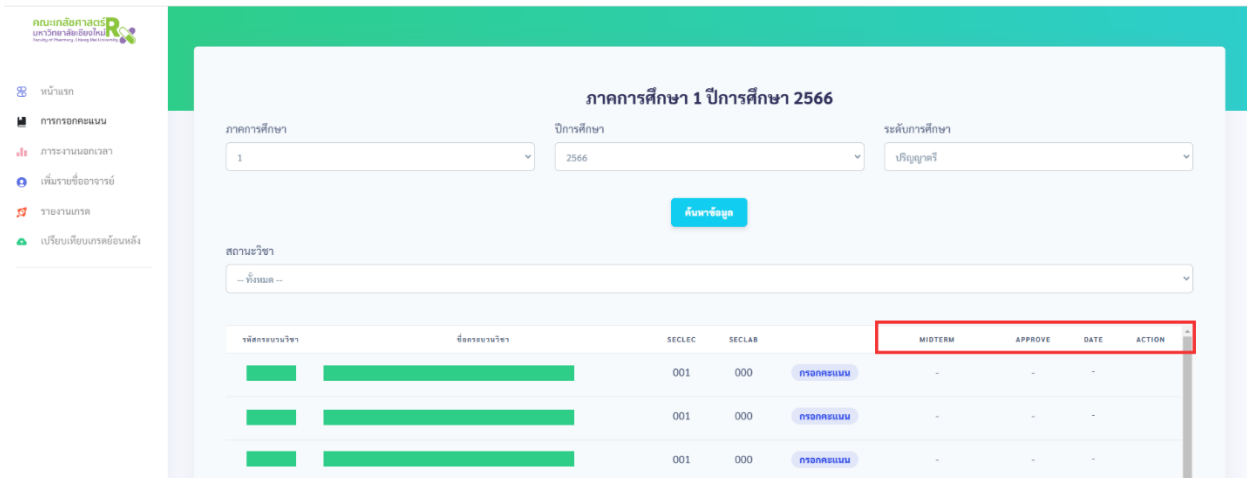 คณะเภสัชศาสตร์
มหาวิทยาลัยเชียงใหม่
Faculty of Pharmacy, Chiang Mai University
R
หน้าแรก
การกรอกคะแนน
ภาระงานนอกเวลา
เพิ่มรายชื่ออาจารย์
รายงานเกรด
เปรียบเทียบเกรดย้อนหลัง
ภาคการศึกษา 1 ปีการศึกษา 2566
ภาคการศึกษา ปีการศึกษา ระดับการศึกษา
1 2566 ปริญญาตรี
ค้นหาข้อมูล
สถานะวิชา
-- ทั้งหมด --
รหัสกระบวนวิชา ชื่อกระบวนวิชา SECLEC SECLAB MIDTERM APPROVE DATE ACTION
001 000 กรอกคะแนน - - -
001 000 กรอกคะแนน - - -
001 000 กรอกคะแนน - - -